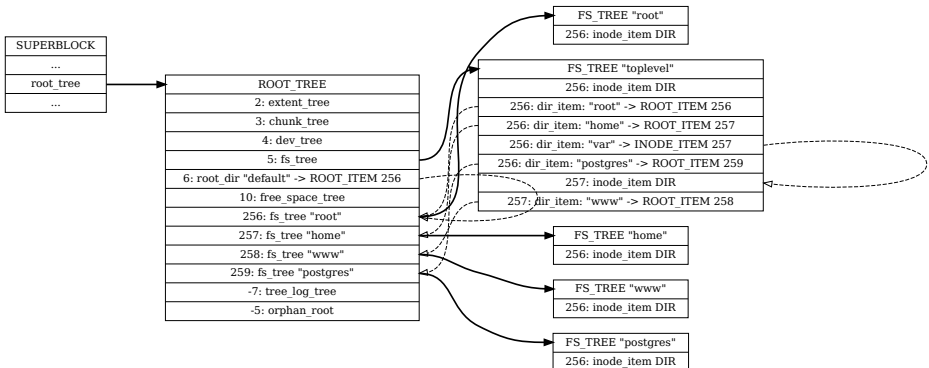 SUPERBLOCK
...
root_tree
...
ROOT_TREE
2: extent_tree
3: chunk_tree
4: dev_tree
5: fs_tree
6: root_dir "default" -> ROOT_ITEM 256
10: free_space_tree
256: fs_tree "root"
257: fs_tree "home"
258: fs_tree "www"
259: fs_tree "postgres"
-7: tree_log_tree
-5: orphan_root
FS_TREE "root"
256: inode_item DIR
FS_TREE "toplevel"
256: inode_item DIR
256: dir_item: "root" -> ROOT_ITEM 256
256: dir_item: "home" -> ROOT_ITEM 257
256: dir_item: "var" -> INODE_ITEM 257
256: dir_item: "postgres" -> ROOT_ITEM 259
257: inode_item DIR
257: dir_item: "www" -> ROOT_ITEM 258
FS_TREE "home"
256: inode_item DIR
FS_TREE "www"
256: inode_item DIR
FS_TREE "postgres"
256: inode_item DIR